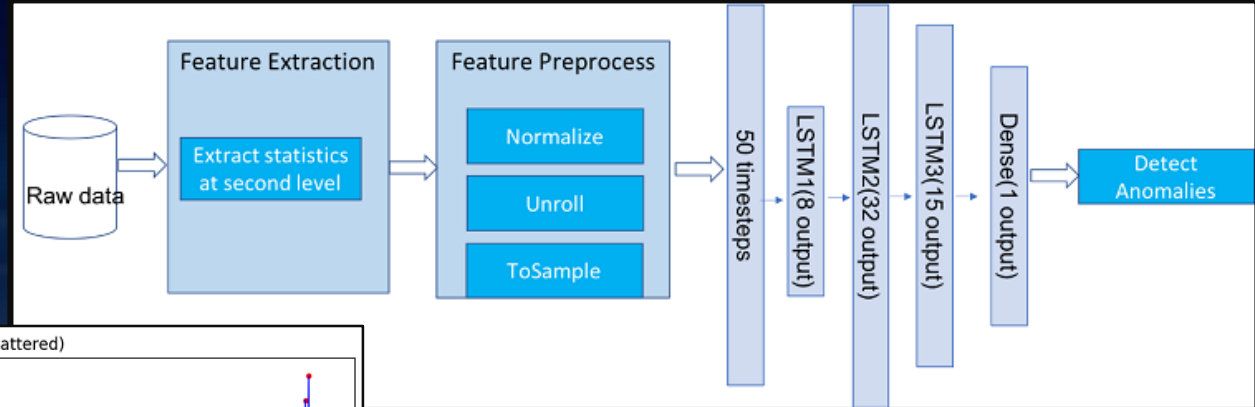 Feature Extraction
Feature Preprocess
Raw data
Extract statistics
at second level
Normalize
Unroll
ToSample
50 timesteps
LSTM1(8 output)
LSTM2(32 output)
LSTM3(15 output)
Dense(1 output)
Detect
Anomalies